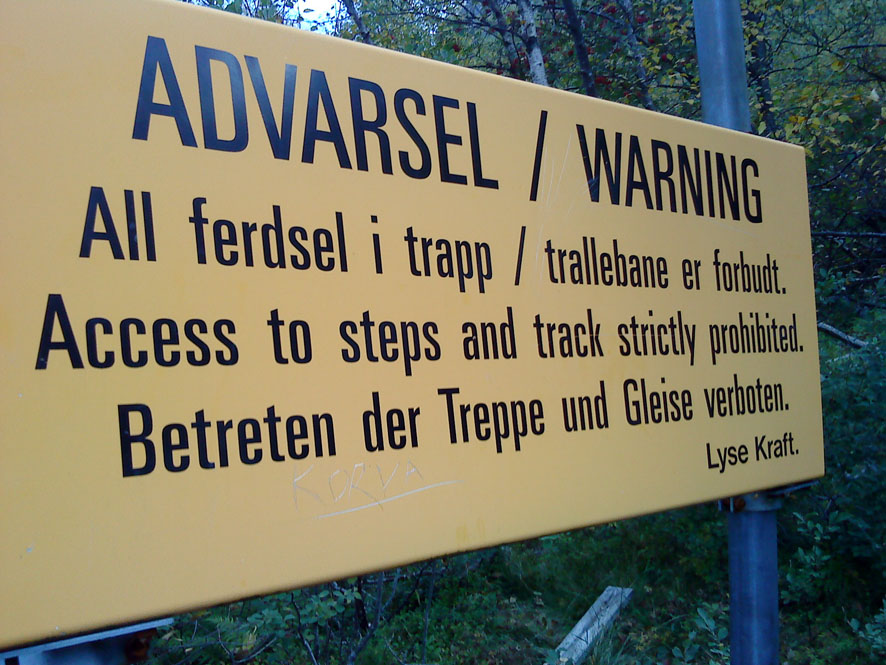 ADVARSEL / WARNING
All ferdsel i trapp / trallebane er forbudt.
Access to steps and track strictly prohibited.
Betreten der Treppe und Gleise verboten.
Lyse Kraft.
KORVA